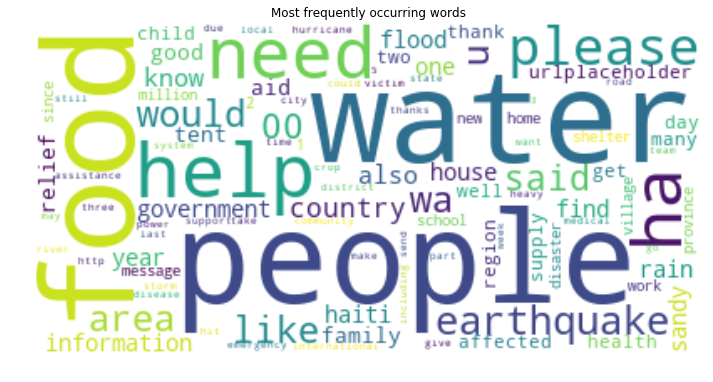 Most frequently occurring words
food
water
people
help
need
please
ha
earthquake
said
would
like
area
country
government
information
u
wa
00
flood
thank
two
one
child
good
know
million
aid
tent
since
still
due
local
hurricane
could
victim
state
urlplaceholder
road
thanks
city
2
system
time
1
new
home
want
shelter
day
many
team
relief
assistance
may
three
also
house
crop
district
well
get
find
village
province
river
power
last
support
take
community
school
heavy
medical
http
message
year
disease
storm
hit
haiti
family
make
send
including
part
region
week
supply
disaster
rain
work
sandy
affected
health
give
emergency
international